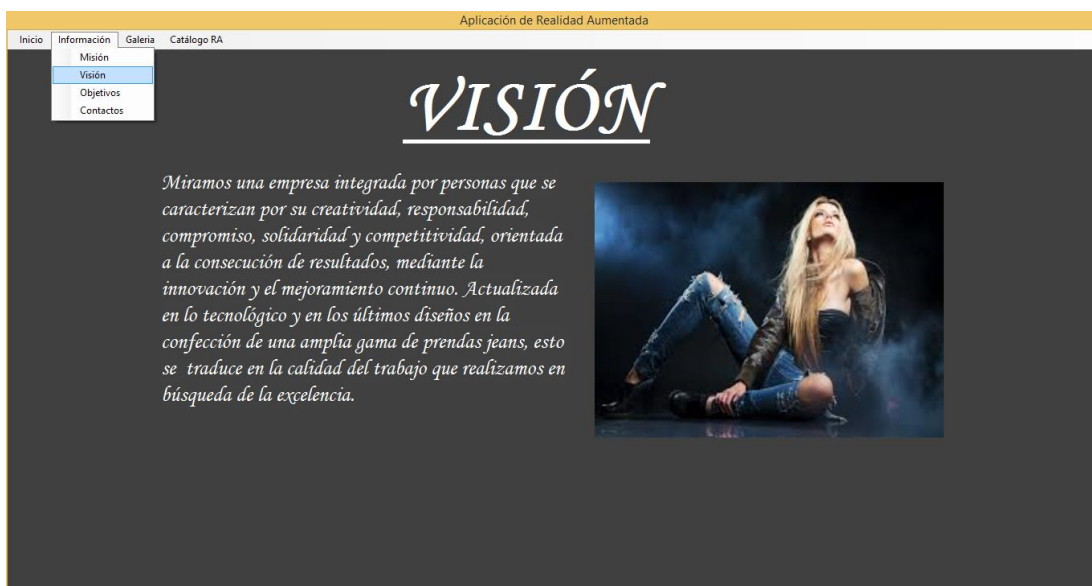 Aplicación de Realidad Aumentada
Inicio Información Galeria Catálogo RA
Misión
Visión
Objetivos
Contactos
VISIÓN
Miramos una empresa integrada por personas que se
caracterizan por su creatividad, responsabilidad,
compromiso, solidaridad y competitividad, orientada
a la consecución de resultados, mediante la
innovación y el mejoramiento continuo. Actualizada
en lo tecnológico y en los últimos diseños en la
confección de una amplia gama de prendas jeans, esto
se traduce en la calidad del trabajo que realizamos en
búsqueda de la excelencia.